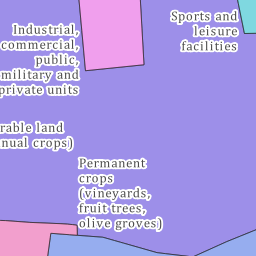 Industrial,
commercial,
public,
military and
private units
Sports and
leisure
facilities
rable land
nual crops)
Permanent
crops
(vineyards,
fruit trees,
olive groves)